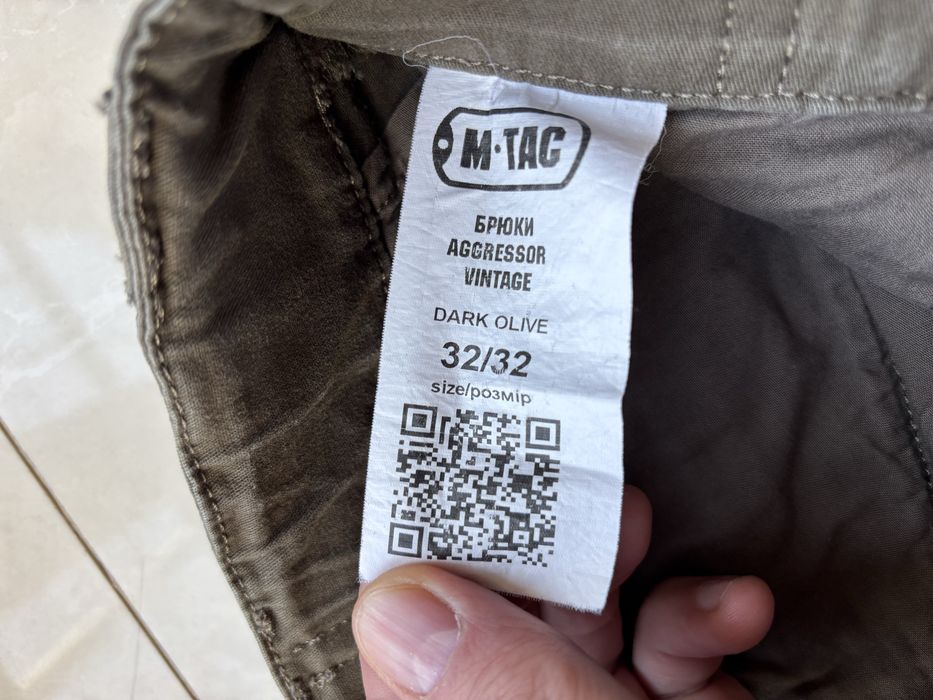 M·TAC
БРЮКИ
AGGRESSOR
VINTAGE
DARK OLIVE
32/32
size/розмір